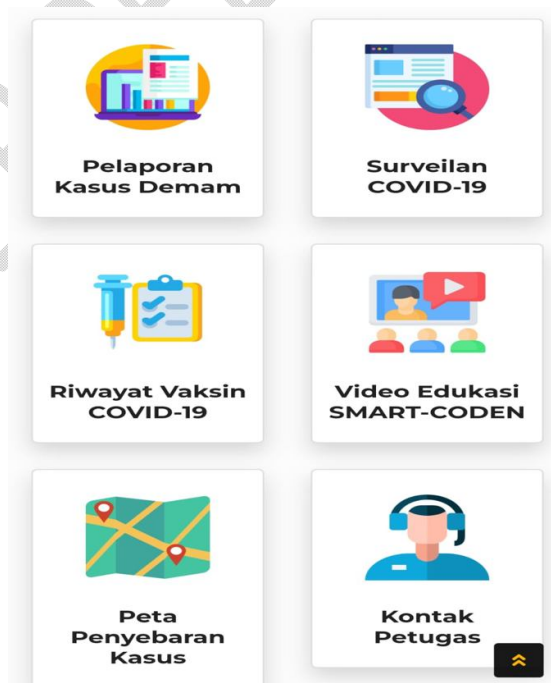 Pelaporan
Kasus Demam
Surveilan
COVID-19
Riwayat Vaksin
COVID-19
Video Edukasi
SMART-CODEN
Peta
Penyebaran
Kasus
Kontak
Petugas